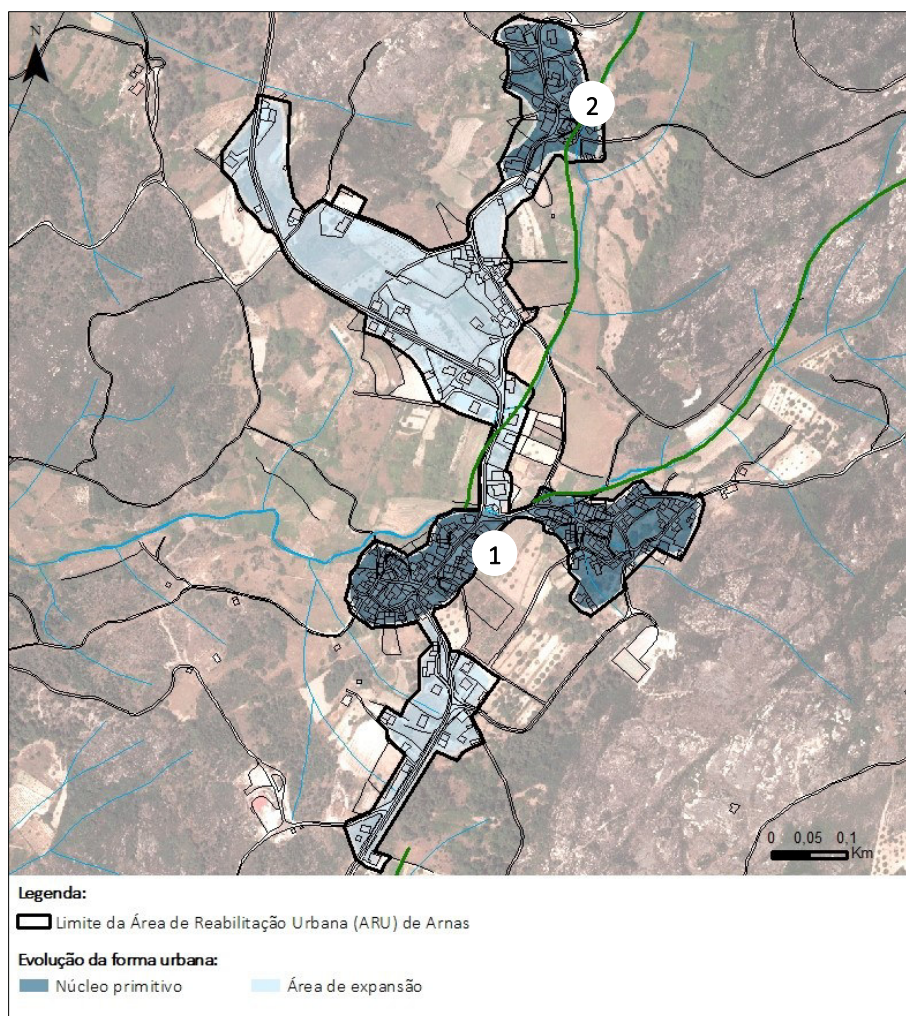 N
2
1
0 0,05 0.1
Km
Legenda:
Limite da Área de Reabilitação Urbana (ARU) de Arnas
Evolução da forma urbana:
Núcleo primitivo Área de expansão